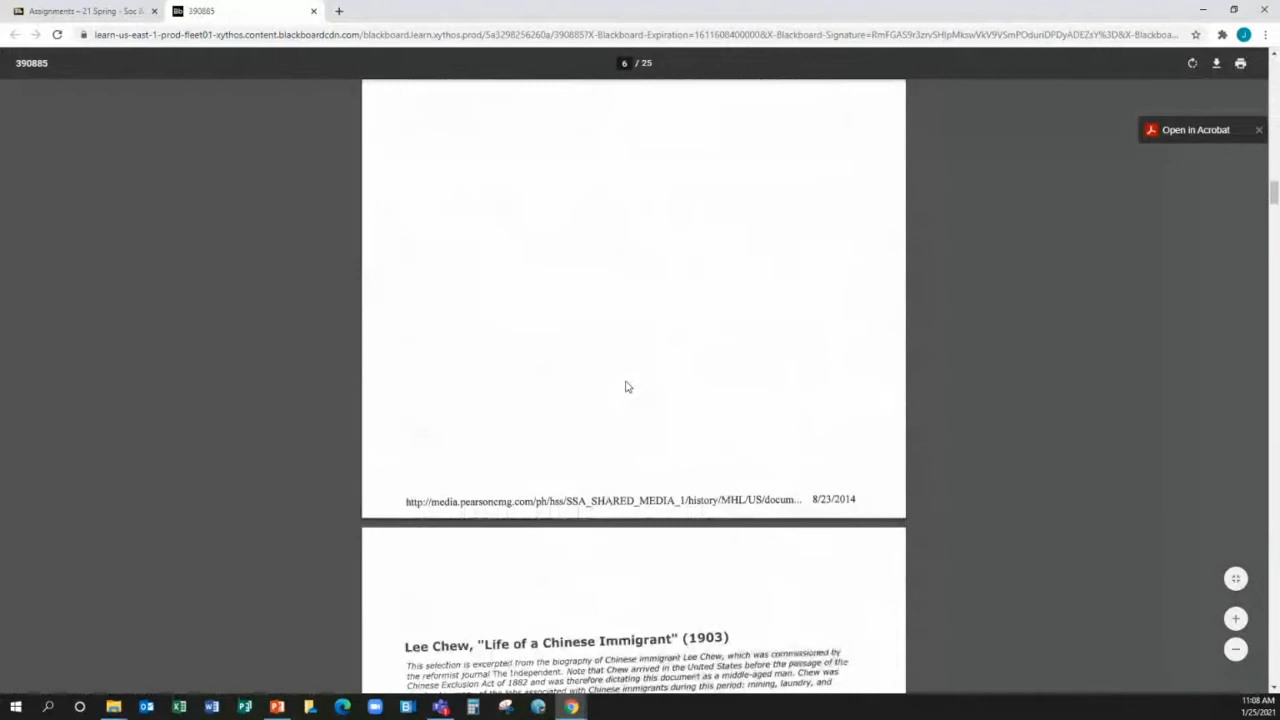 Assignments – 21 Spring - Soc
390885
learn-us-east-1-prod-fleet01-xythos.content.blackboardcdn.com/blackboard.learn.xythos.prod/5a3298256260a/390885?X-Blackboard-Expiration=1611608400000&X-Blackboard-Signature=
390885
6 / 25
Open in Acrobat
http://media.pearsoncmg.com/ph/hss/SSA_SHARED_MEDIA_1/history/MHL/US/docum... 8/23/2014
Lee Chew, "Life of a Chinese Immigrant" (1903)
This selection is excerpted from the biography of Chinese immigrant Lee Chew, which was commissioned by
the reformist journal The Independent. Note that Chew arrived in the United States before the passage of the
Chinese Exclusion Act of 1882 and was therefore dictating this document as a middle-aged man. Chew was
of the jobs associated with Chinese immigrants during this period: mining, laundry, and
11:08 AM
1/25/2021